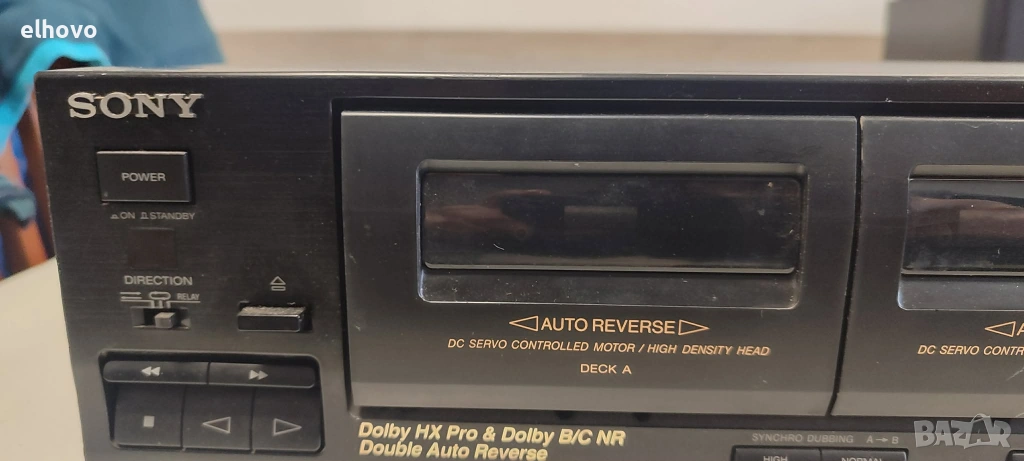 elhovo
SONY
POWER
ON STANDBY
DIRECTION
RELAY
AUTO REVERSE
DC SERVO CONTROLLED MOTOR / HIGH DENSITY HEAD
DECK A
DC SERVO CONTR
Dolby HX Pro & Dolby B/C NR
Double Auto Reverse
SYNCHRO DUBBING A→B
HIGH NORMAL
BAZAR